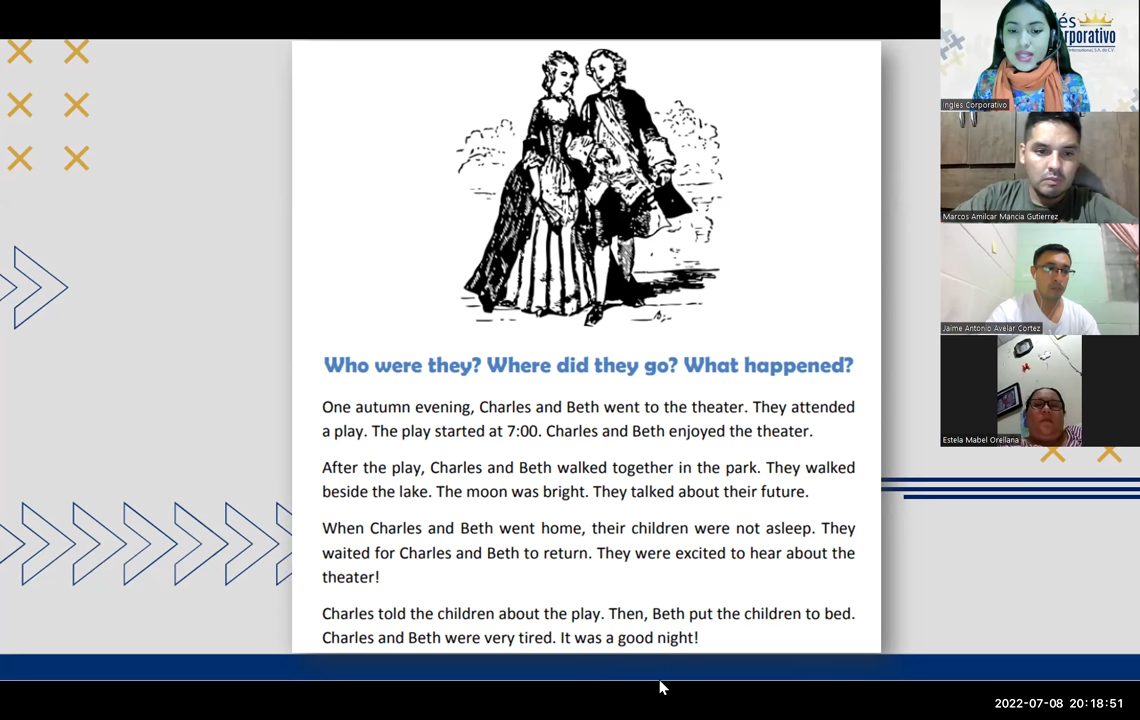 Who were they? Where did they go? What happened?
One autumn evening, Charles and Beth went to the theater. They attended
a play. The play started at 7:00. Charles and Beth enjoyed the theater.
After the play, Charles and Beth walked together in the park. They walked
beside the lake. The moon was bright. They talked about their future.
When Charles and Beth went home, their children were not asleep. They
waited for Charles and Beth to return. They were excited to hear about the
theater!
Charles told the children about the play. Then, Beth put the children to bed.
Charles and Beth were very tired. It was a good night!
és
orporativo
International S.A. de C.V.
Ingles Corporativo
Marcos Amilcar Mancia Gutierrez
Jaime Antonio Avelar Cortez
Estela Mabel Orellana
2022-07-08 20:18:51